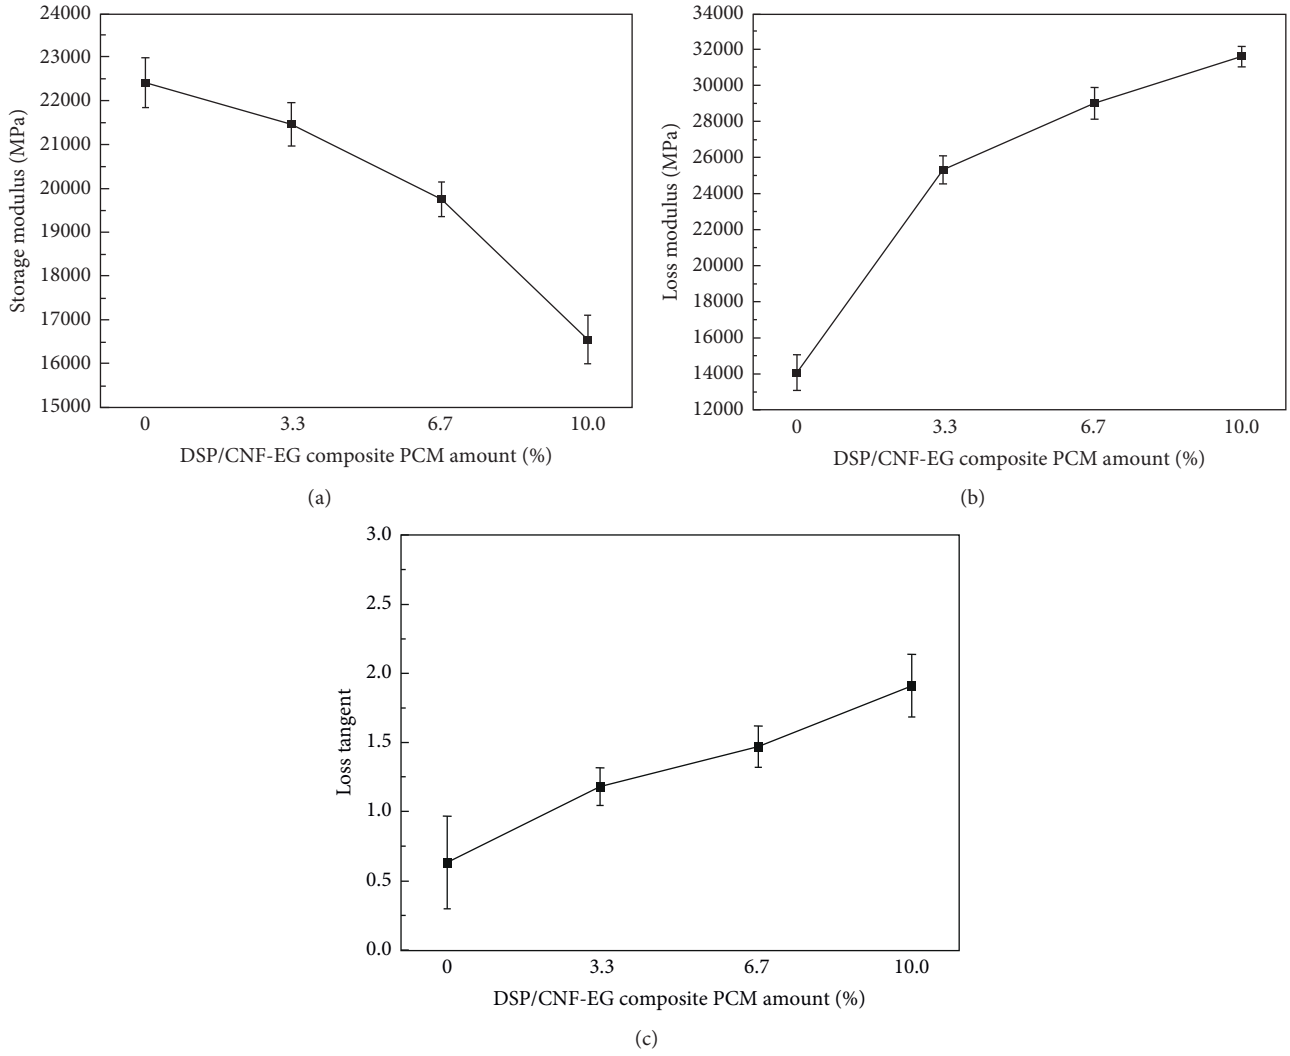 24000
23000
22000
21000
20000
19000
18000
17000
16000
15000
Storage modulus (MPa)
0 3.3 6.7 10.0
DSP/CNF-EG composite PCM amount (%)
(a)
34000
32000
30000
28000
26000
24000
22000
20000
18000
16000
14000
12000
Loss modulus (MPa)
0 3.3 6.7 10.0
DSP/CNF-EG composite PCM amount (%)
(b)
3.0
2.5
2.0
1.5
1.0
0.5
0.0
Loss tangent
0 3.3 6.7 10.0
DSP/CNF-EG composite PCM amount (%)
(c)